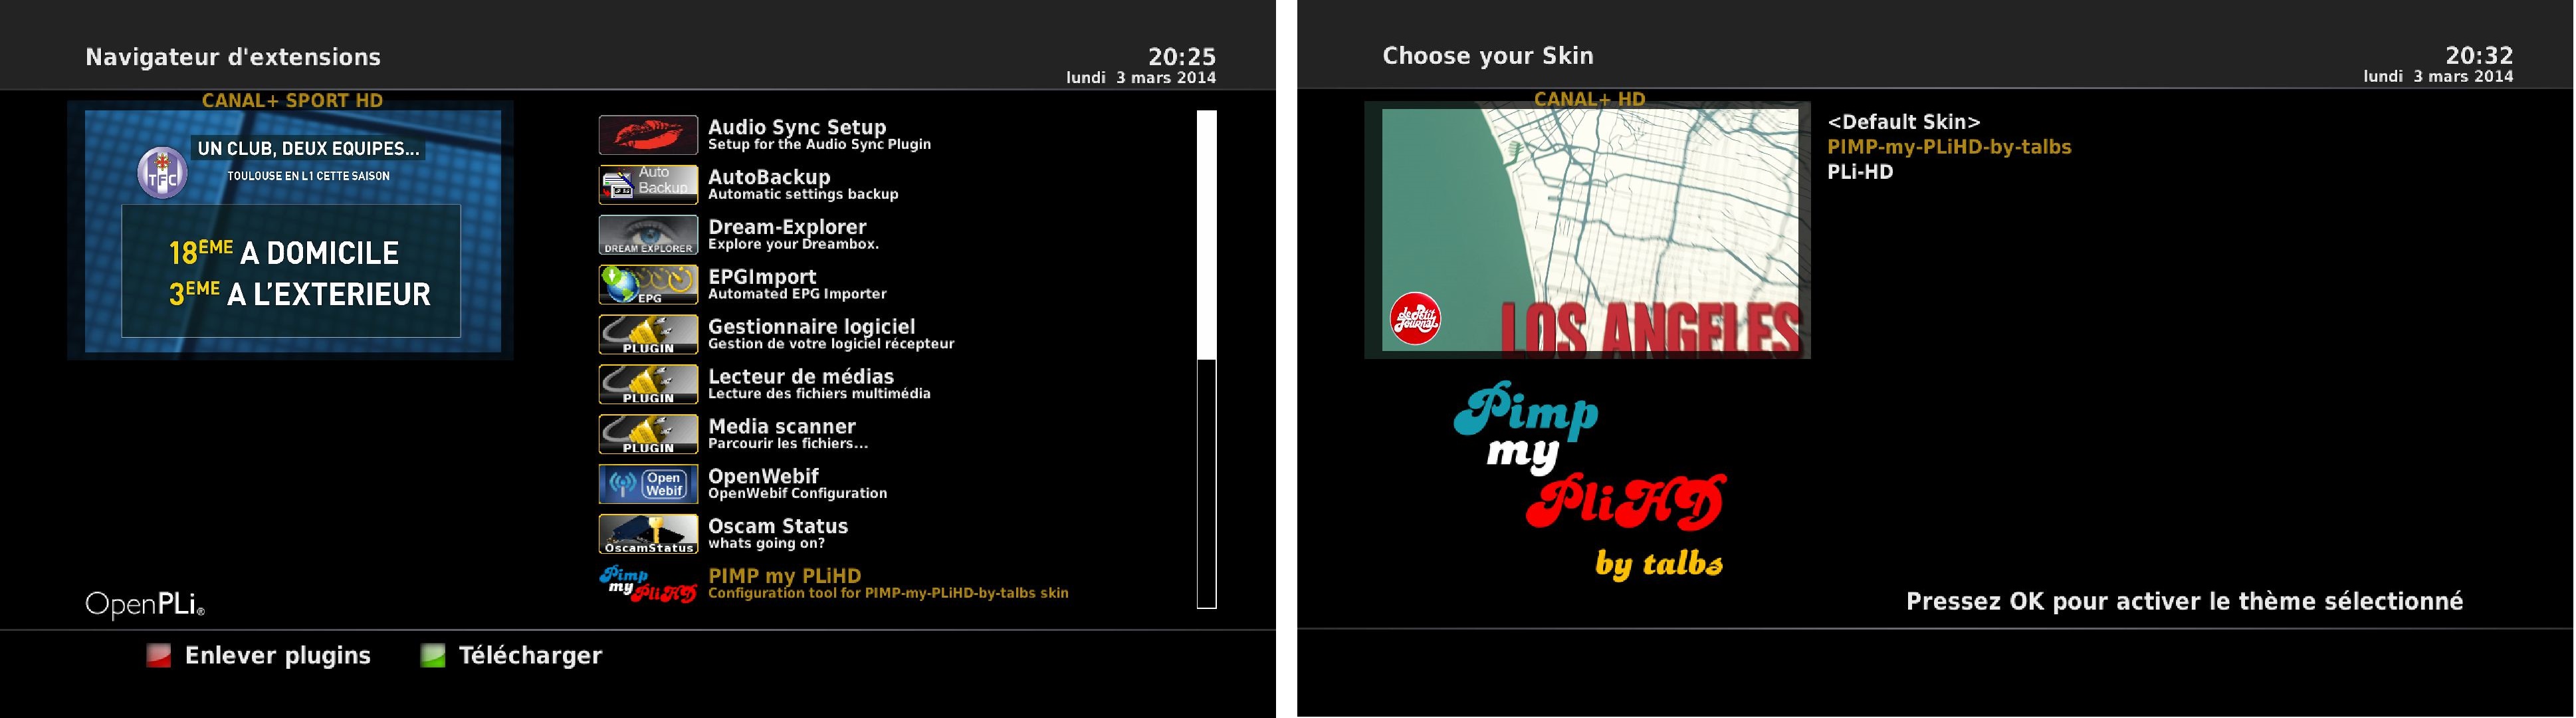 Navigateur d'extensions
20:25
lundi 3 mars 2014
CANAL+ SPORT HD
UN CLUB, DEUX EQUIPES...
TFC
TOULOUSE EN L1 CETTE SAISON
18ÈME A DOMICILE
3EME A L'EXTERIEUR
Audio Sync Setup
Setup for the Audio Sync Plugin
Auto
Backup
AutoBackup
Automatic settings backup
DREAM EXPLORER
Dream-Explorer
Explore your Dreambox.
EPG
EPGImport
Automated EPG Importer
PLUGIN
Gestionnaire logiciel
Gestion de votre logiciel récepteur
PLUGIN
Lecteur de médias
Lecture des fichiers multimédia
PLUGIN
Media scanner
Parcourir les fichiers...
Open
Webif
OpenWebif
OpenWebif Configuration
OscamStatus
Oscam Status
whats going on?
Pimp
my
PliHD
PIMP my PLiHD
Configuration tool for PIMP-my-PLiHD-by-talbs skin
OpenPLi®
Enlever plugins
Télécharger
Choose your Skin
20:32
lundi 3 mars 2014
CANAL+ HD
Le Petit
Journal
LOS ANGELES
<Default Skin>
PIMP-my-PLiHD-by-talbs
PLi-HD
Pimp
my
PliHD
by talbs
Pressez OK pour activer le thème sélectionné